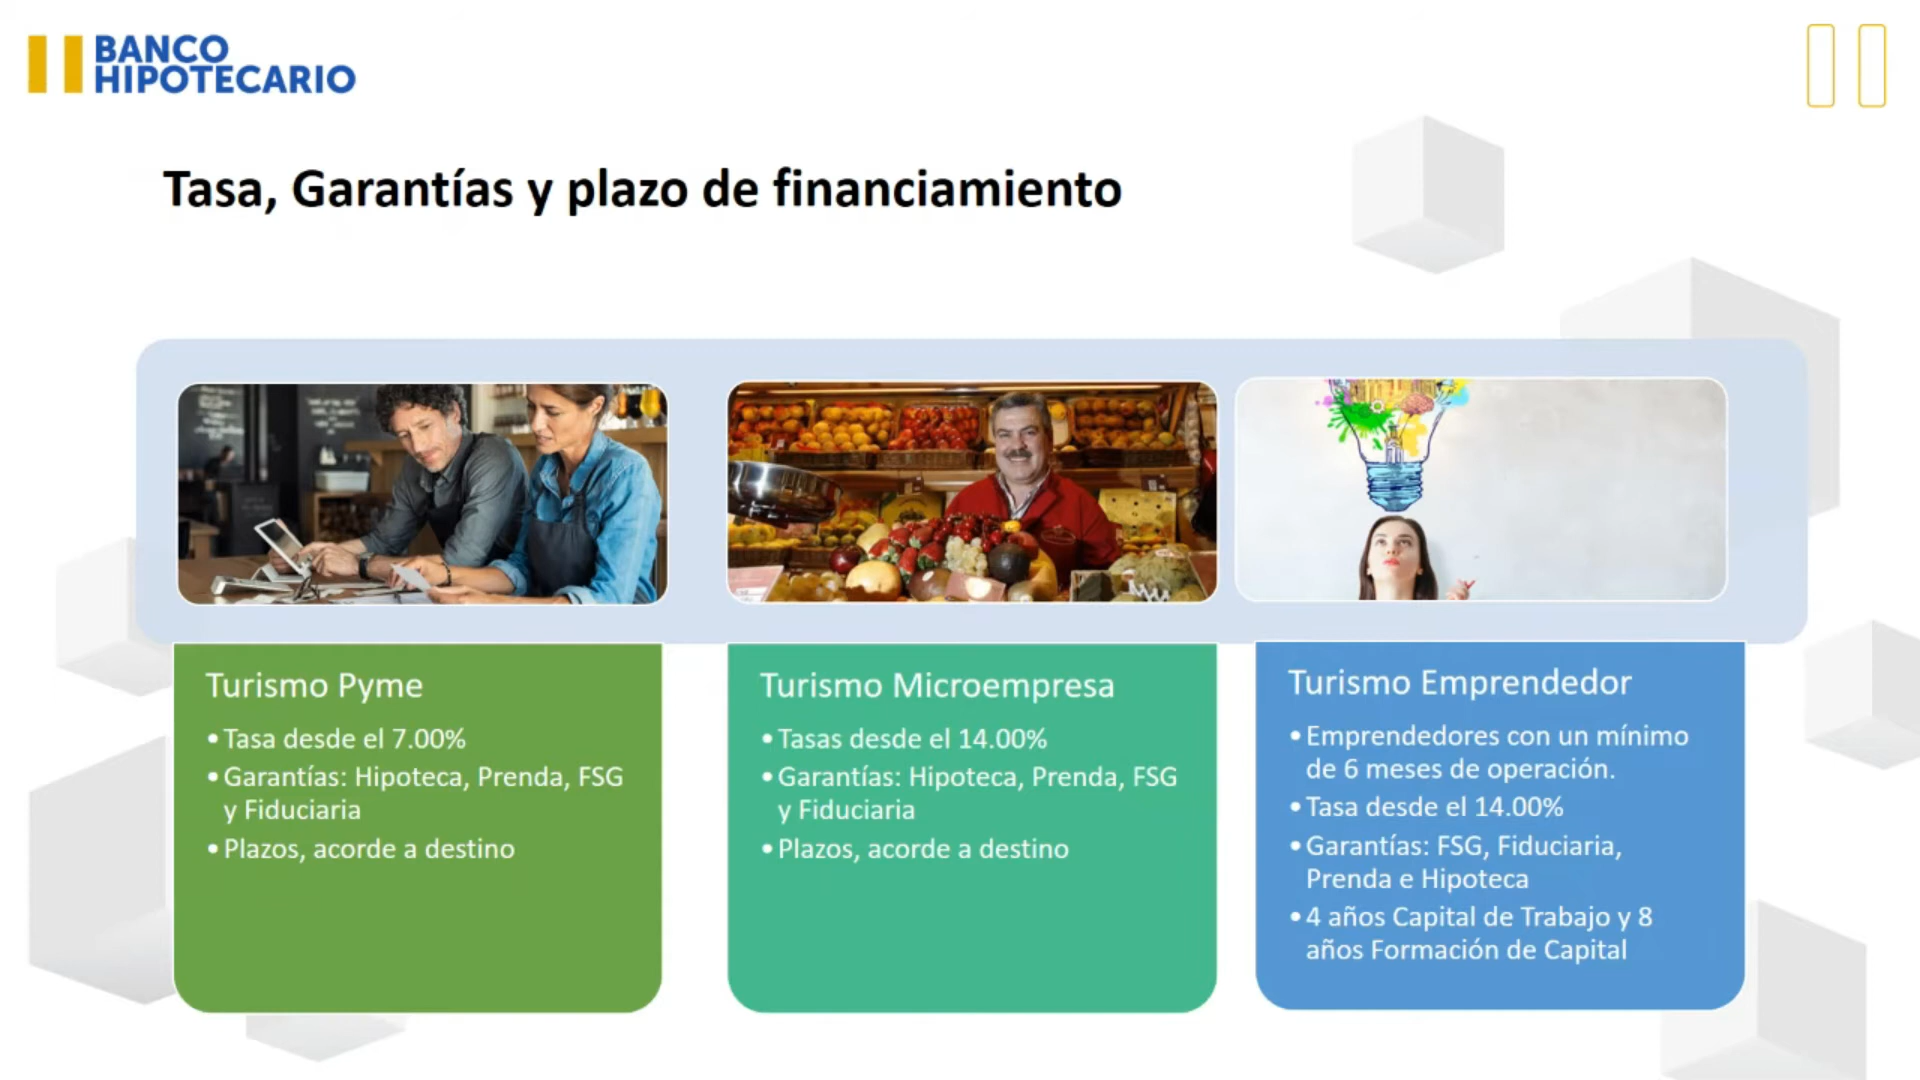 BANCO
HIPOTECARIO
Tasa, Garantías y plazo de financiamiento
Turismo Pyme
•Tasa desde el 7.00%
•Garantías: Hipoteca, Prenda, FSG
y Fiduciaria
•Plazos, acorde a destino
Turismo Microempresa
•Tasas desde el 14.00%
•Garantías: Hipoteca, Prenda, FSG
y Fiduciaria
•Plazos, acorde a destino
Turismo Emprendedor
•Emprendedores con un mínimo
de 6 meses de operación.
•Tasa desde el 14.00%
•Garantías: FSG, Fiduciaria,
Prenda e Hipoteca
•4 años Capital de Trabajo y 8
años Formación de Capital